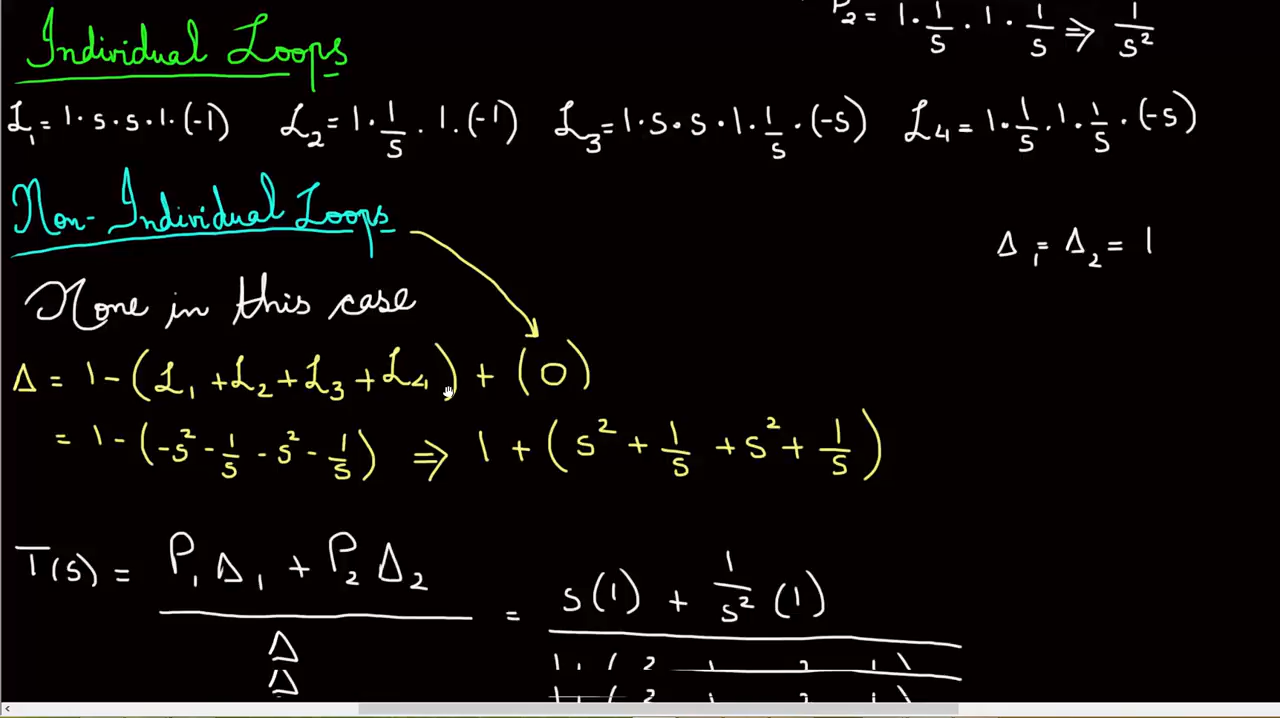 P₂ = 1 · 1/s · 1 · 1/s ⇒ 1/s²
Individual Loops
L₁ = 1 · s · s · 1 · (-1) L₂ = 1 · 1/s · 1 · (-1) L₃ = 1 · s · s · 1 · 1/s · (-s) L₄ = 1 · 1/s · 1 · 1/s · (-s)
Non-Individual Loops
Δ₁ = Δ₂ = 1
None in this case
Δ = 1 - (L₁ + L₂ + L₃ + L₄) + (0)
= 1 - (-s² - 1/s - s² - 1/s) ⇒ 1 + (s² + 1/s + s² + 1/s)
T(s) = (P₁ Δ₁ + P₂ Δ₂) / Δ = s(1) + 1/s² (1)
Δ